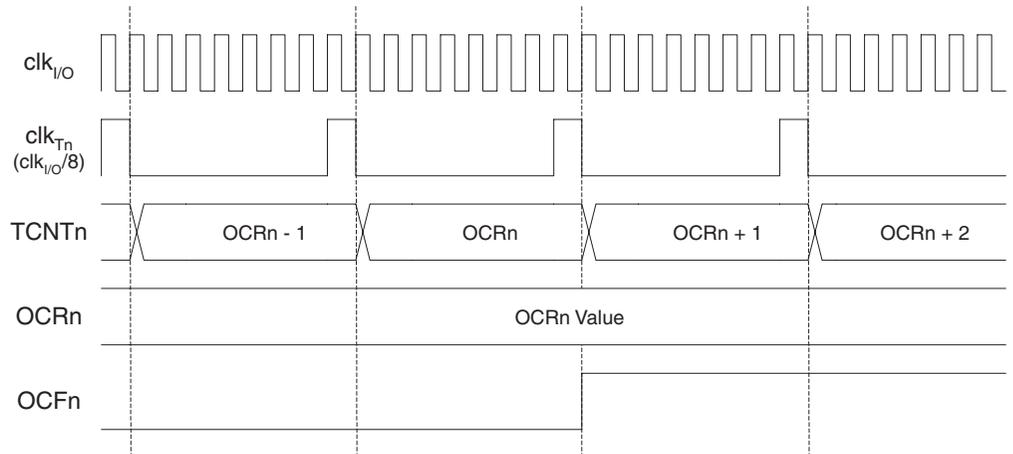 clkI/O
clkTn
(clkI/O/8)
TCNTn
OCRn - 1
OCRn
OCRn + 1
OCRn + 2
OCRn
OCRn Value
OCFn